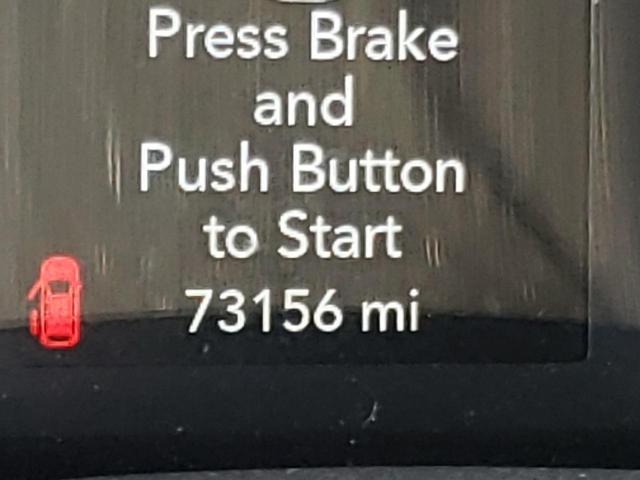 Press Brake
and
Push Button
to Start
73156 mi